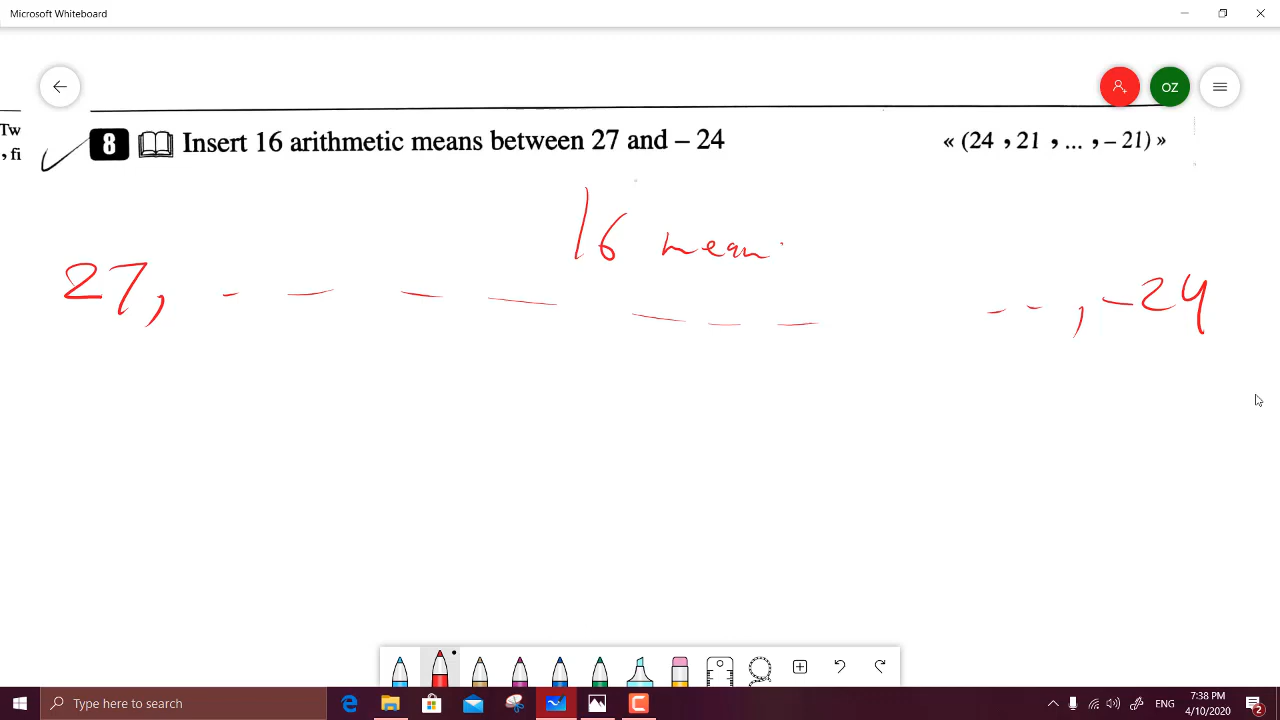 Microsoft Whiteboard
OZ
Tw
, fi
8 Insert 16 arithmetic means between 27 and – 24 « (24 , 21 , ... , – 21) »
16 mean
27, - - - - - - - - - , -24
Type here to search
ENG
7:38 PM
4/10/2020
2